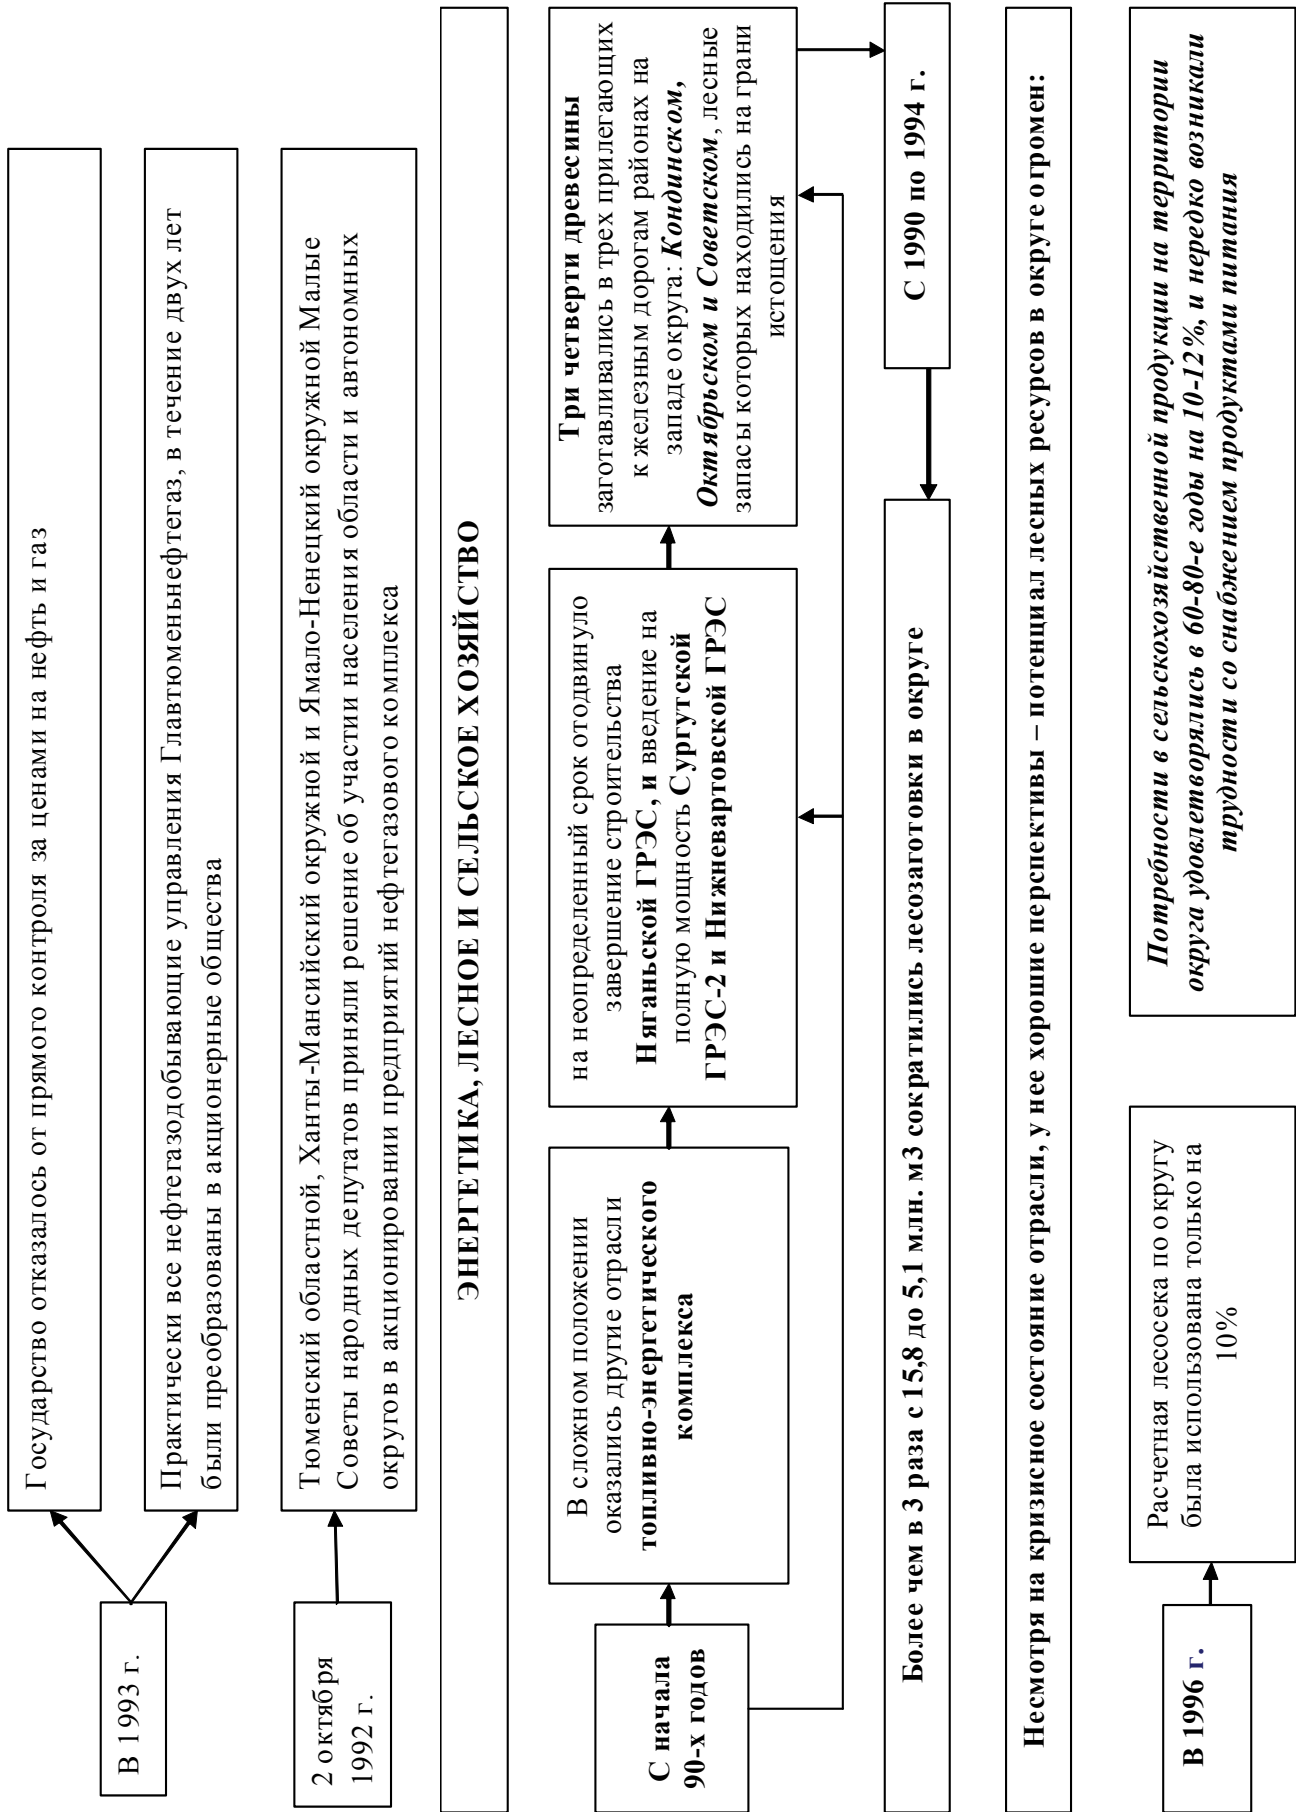 В 1993 г.
Государство отказалось от прямого контроля за ценами на нефть и газ
Практически все нефтегазодобывающие управления Главтюменьнефтегаз, в течение двух лет
были преобразованы в акционерные общества
2 октября
1992 г.
Тюменский областной, Ханты-Мансийский окружной и Ямало-Ненецкий окружной Малые
Советы народных депутатов приняли решение об участии населения области и автономных
округов в акционировании предприятий нефтегазового комплекса
ЭНЕРГЕТИКА, ЛЕСНОЕ И СЕЛЬСКОЕ ХОЗЯЙСТВО
С начала
90-х годов
В сложном положении
оказались другие отрасли
топливно-энергетического
комплекса
на неопределенный срок отодвинуло
завершение строительства
Няганьской ГРЭС, и введение на
полную мощность Сургутской
ГРЭС-2 и Нижневартовской ГРЭС
Три четверти древесины
заготавливались в трех прилегающих
к железным дорогам районах на
западе округа: Кондинском,
Октябрьском и Советском, лесные
запасы которых находились на грани
истощения
Более чем в 3 раза с 15,8 до 5,1 млн. м3 сократились лесозаготовки в округе
С 1990 по 1994 г.
Несмотря на кризисное состояние отрасли, у нее хорошие перспективы – потенциал лесных ресурсов в округе огромен:
В 1996 г.
Расчетная лесосека по округу
была использована только на
10%
Потребности в сельскохозяйственной продукции на территории
округа удовлетворялись в 60-80-е годы на 10-12%, и нередко возникали
трудности со снабжением продуктами питания